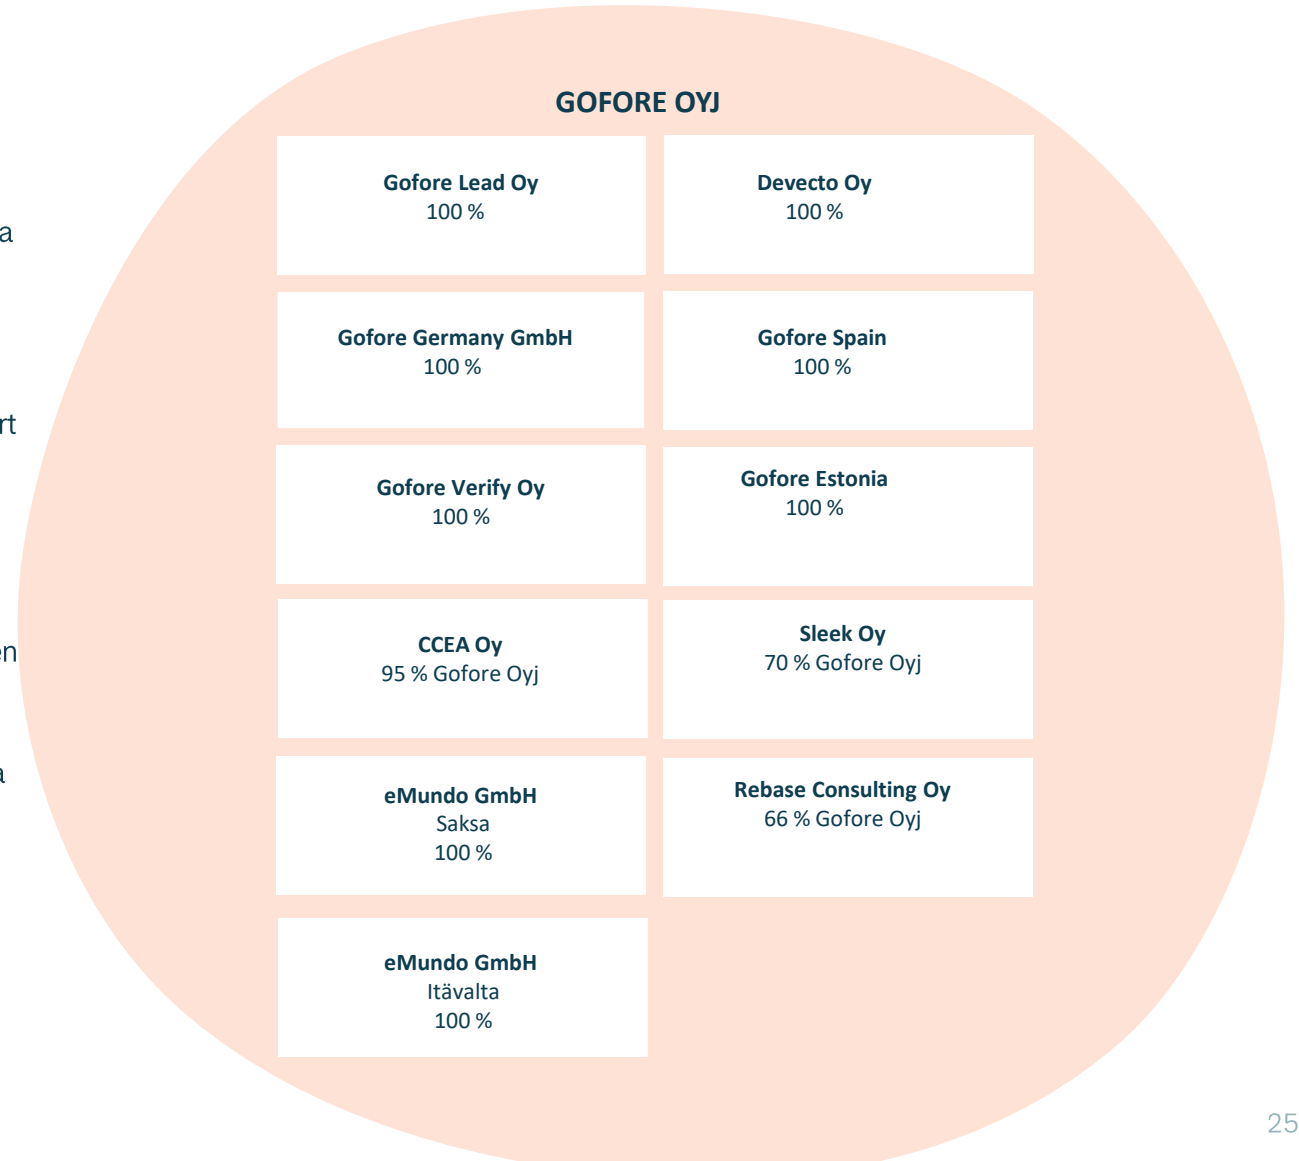 GOFORE OYJ
Gofore Lead Oy
100 %
Devecto Oy
100 %
a
Gofore Germany GmbH
100 %
Gofore Spain
100 %
rt
Gofore Verify Oy
100 %
Gofore Estonia
100 %
en
CCEA Oy
95 % Gofore Oyj
Sleek Oy
70 % Gofore Oyj
a
eMundo GmbH
Saksa
100 %
Rebase Consulting Oy
66 % Gofore Oyj
eMundo GmbH
Itävalta
100 %
25